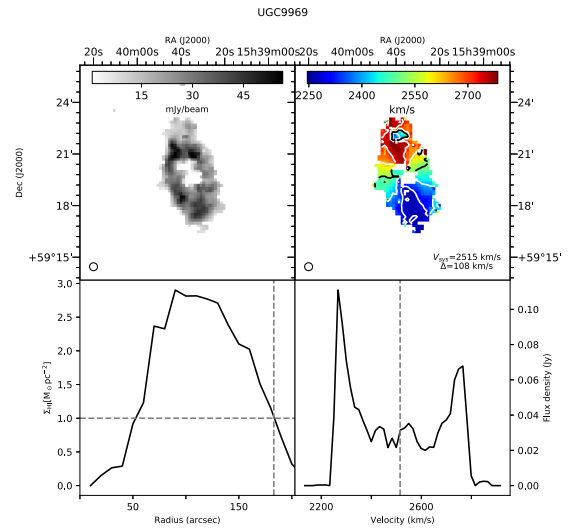 UGC9969
RA (J2000)
RA (J2000)
20s 40m00s 40s 20s 15h39m00s
20s 40m00s 40s 20s 15h39m00s
15 30 45
mJy/beam
2250 2400 2550 2700
km/s
Dec (J2000)
24'
21'
18'
+59°15'
24'
21'
18'
+59°15'
V_sys=2515 km/s
Δ=108 km/s
Σ_HI[M_⊙pc⁻²]
3.0
2.5
2.0
1.5
1.0
0.5
0.0
50 150
Radius (arcsec)
2200 2600
Velocity (km/s)
0.10
0.08
0.06
0.04
0.02
0.00
Flux density (Jy)